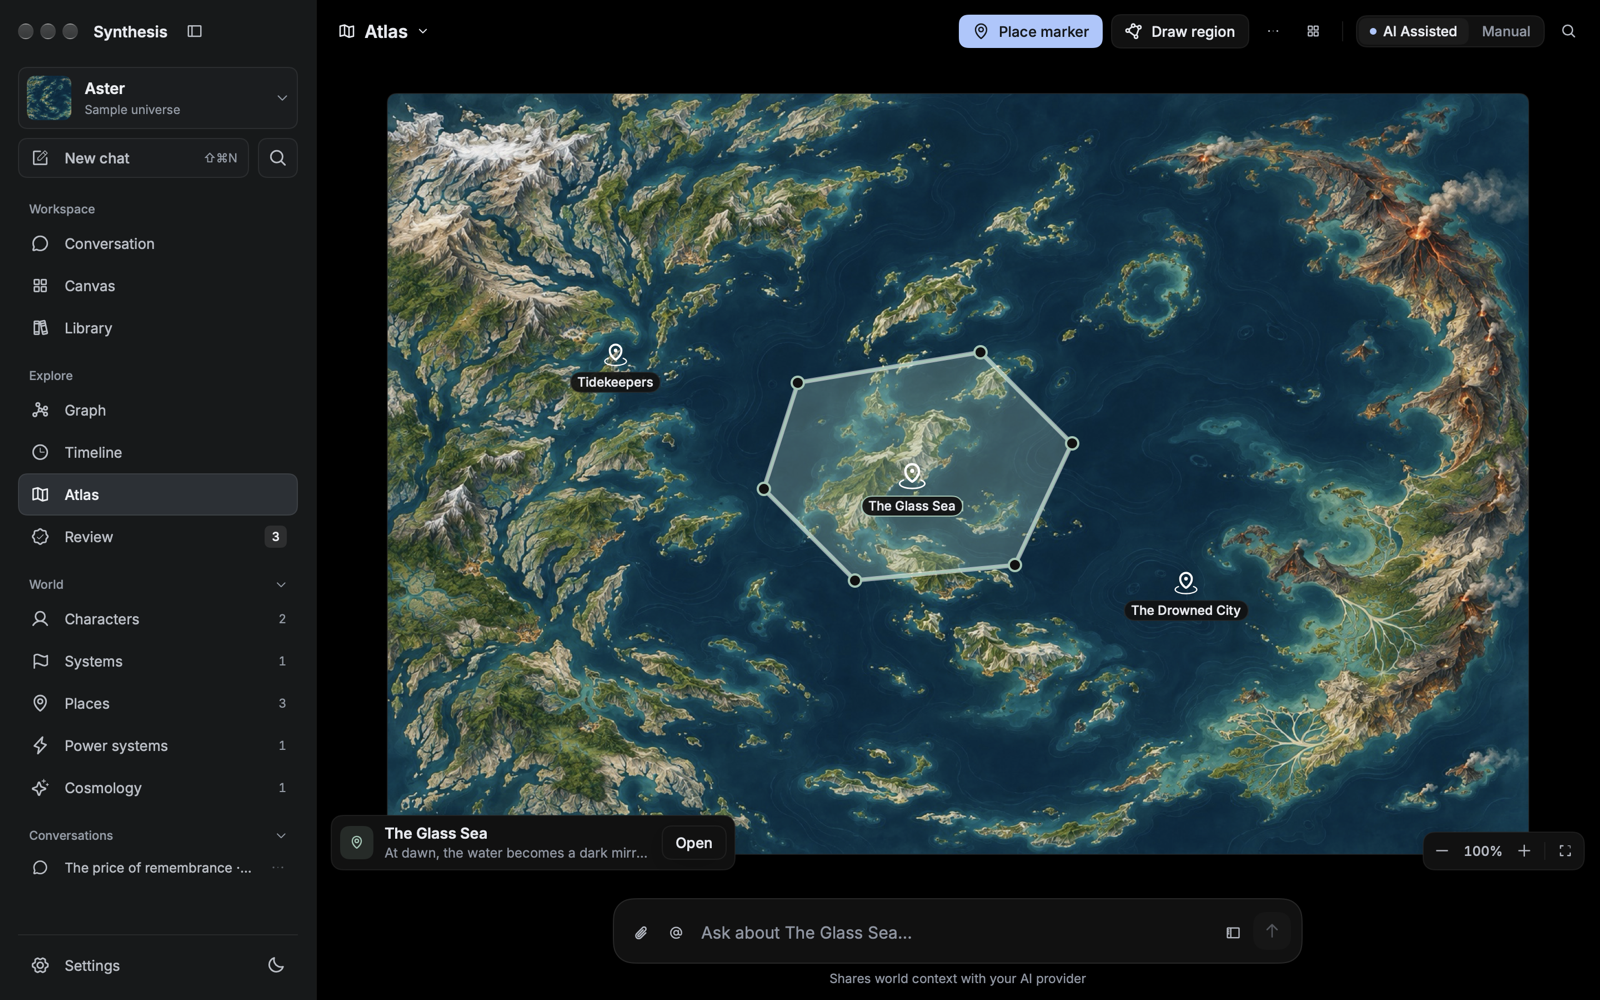 Synthesis
Aster
Sample universe
New chat
⇧⌘N
Workspace
Conversation
Canvas
Library
Explore
Graph
Timeline
Atlas
Review
3
World
Characters
2
Systems
1
Places
3
Power systems
1
Cosmology
1
Conversations
The price of remembrance ·...
Settings
Atlas
Place marker
Draw region
AI Assisted
Manual
Tidekeepers
The Glass Sea
The Drowned City
The Glass Sea
At dawn, the water becomes a dark mirr...
Open
100%
@
Ask about The Glass Sea...
Shares world context with your AI provider